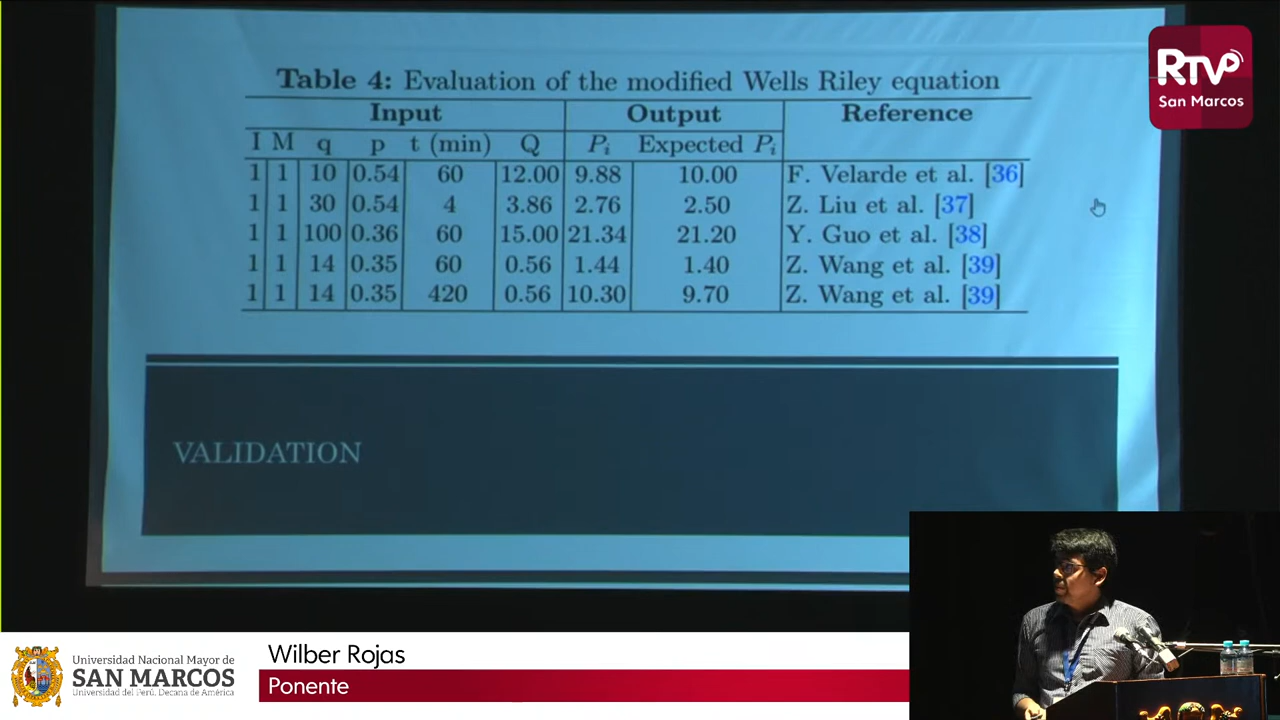 Table 4: Evaluation of the modified Wells Riley equation
Input Output Reference
I M q p t (min) Q Pi Expected Pi
1 1 10 0.54 60 12.00 9.88 10.00 F. Velarde et al. [36]
1 1 30 0.54 4 3.86 2.76 2.50 Z. Liu et al. [37]
1 1 100 0.36 60 15.00 21.34 21.20 Y. Guo et al. [38]
1 1 14 0.35 60 0.56 1.44 1.40 Z. Wang et al. [39]
1 1 14 0.35 420 0.56 10.30 9.70 Z. Wang et al. [39]
VALIDATION
RTVP
San Marcos
Universidad Nacional Mayor de
SAN MARCOS
Universidad del Perú. Decana de América
Wilber Rojas
Ponente